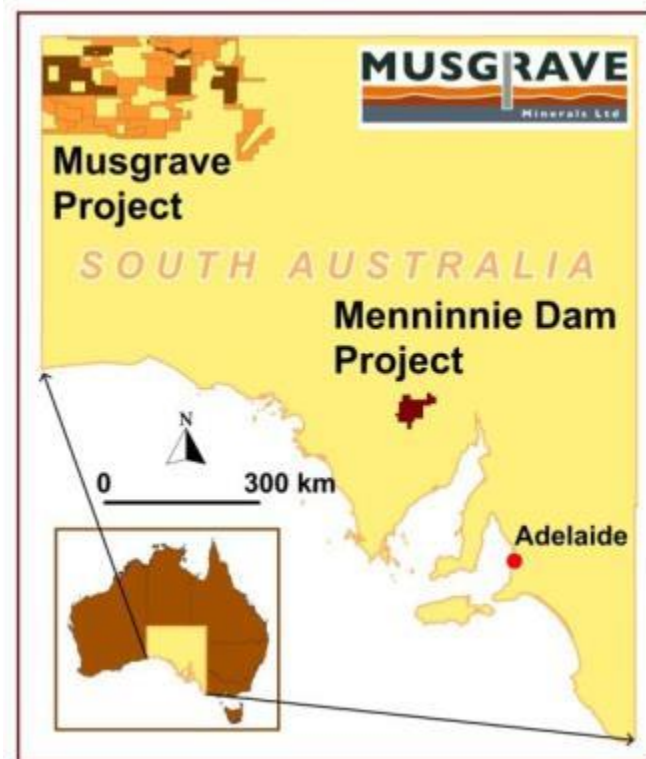 MUSGRAVE
Minerals Ltd
Musgrave
Project
SOUTH AUSTRALIA
Menninnie Dam
Project
N
0 300 km
Adelaide